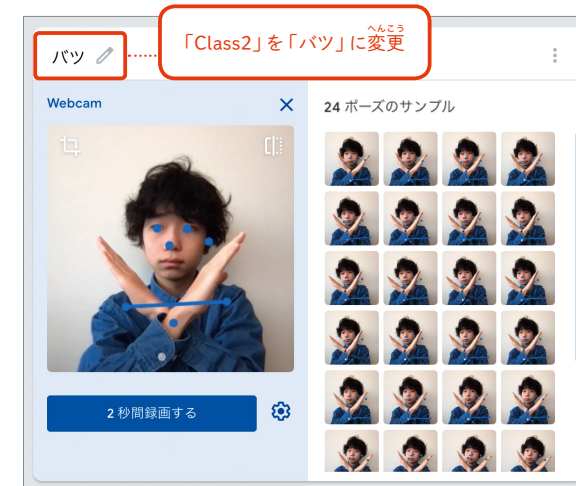 バツ
へんこう
「Class2」を「バツ」に変更
Webcam
24 ポーズのサンプル
2 秒間録画する